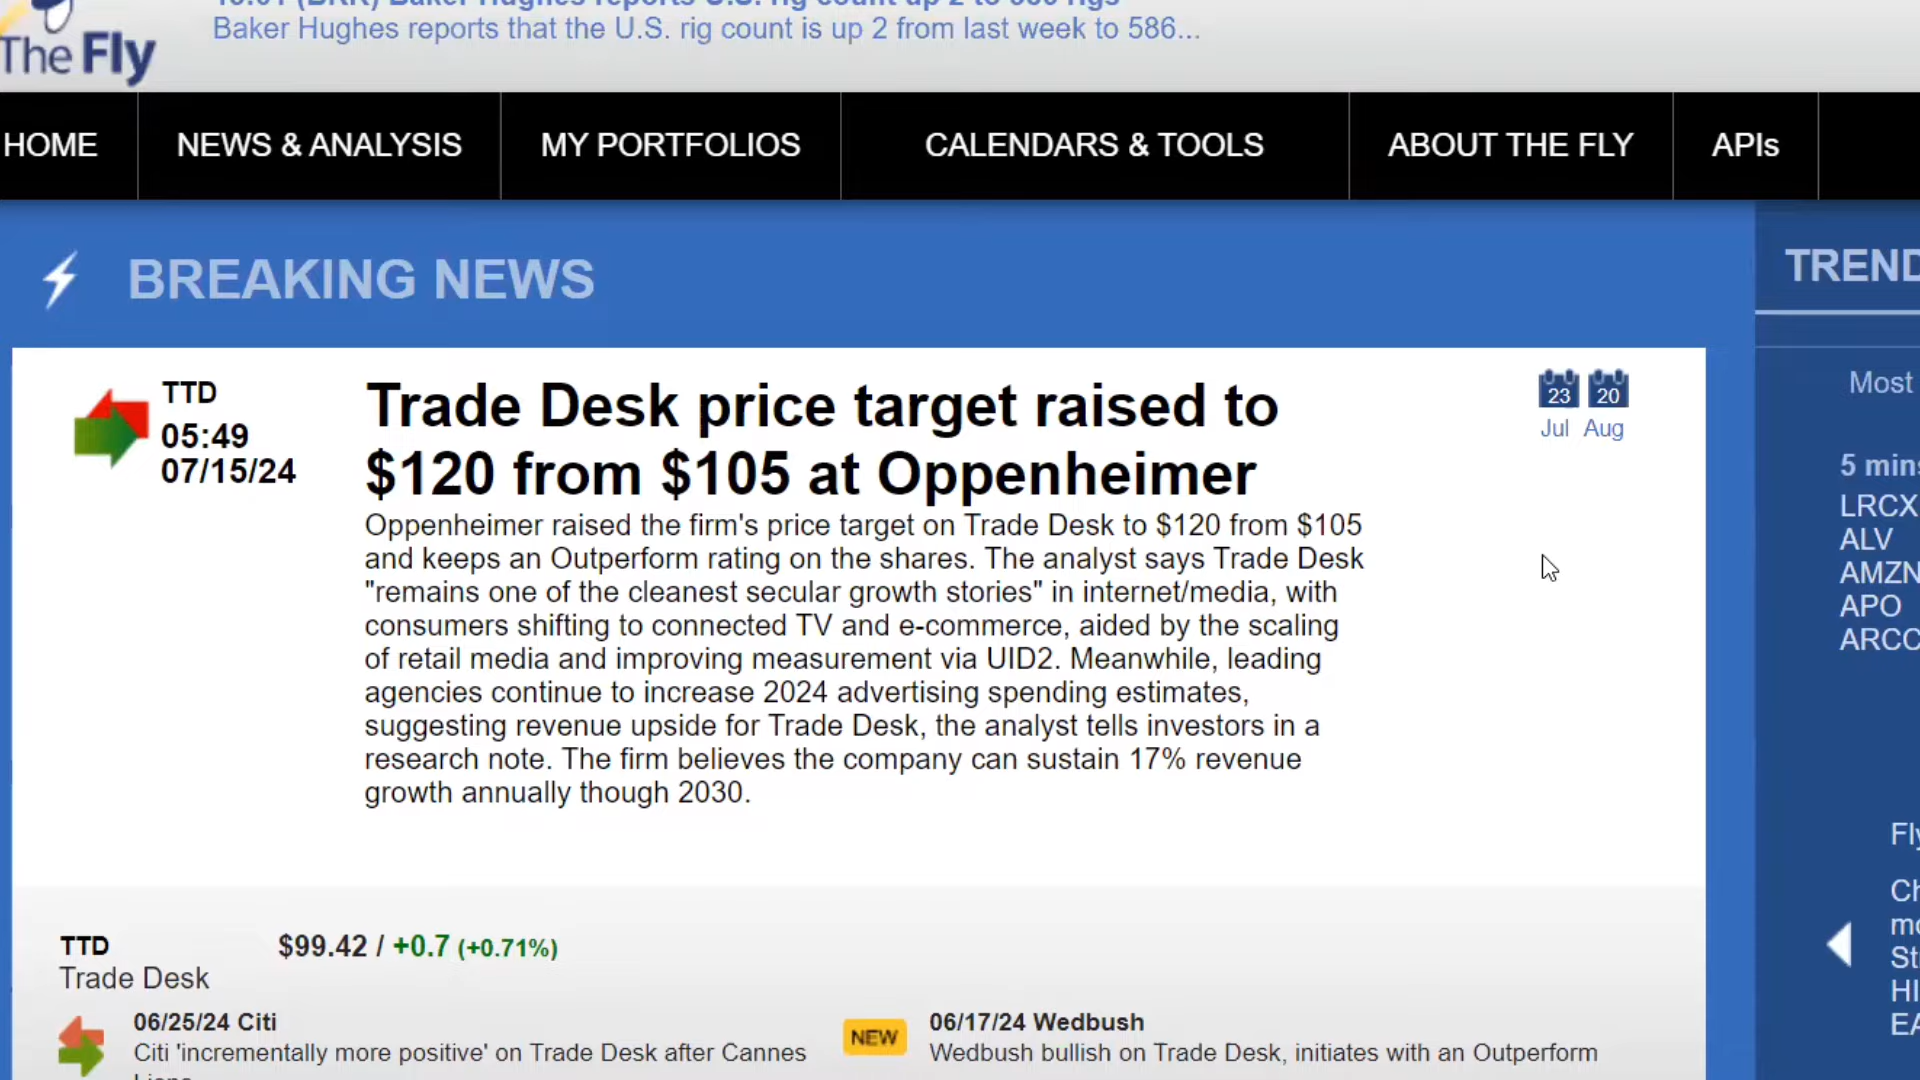 Baker Hughes reports that the U.S. rig count is up 2 from last week to 586...
The Fly
HOME
NEWS & ANALYSIS
MY PORTFOLIOS
CALENDARS & TOOLS
ABOUT THE FLY
APIs
BREAKING NEWS
TTD
05:49
07/15/24
Trade Desk price target raised to
$120 from $105 at Oppenheimer
Oppenheimer raised the firm's price target on Trade Desk to $120 from $105
and keeps an Outperform rating on the shares. The analyst says Trade Desk
"remains one of the cleanest secular growth stories" in internet/media, with
consumers shifting to connected TV and e-commerce, aided by the scaling
of retail media and improving measurement via UID2. Meanwhile, leading
agencies continue to increase 2024 advertising spending estimates,
suggesting revenue upside for Trade Desk, the analyst tells investors in a
research note. The firm believes the company can sustain 17% revenue
growth annually though 2030.
23 20
Jul Aug
TTD
Trade Desk
$99.42 / +0.7 (+0.71%)
06/25/24 Citi
Citi 'incrementally more positive' on Trade Desk after Cannes
NEW
06/17/24 Wedbush
Wedbush bullish on Trade Desk, initiates with an Outperform
TREND
Most
5 mins
LRCX
ALV
AMZN
APO
ARCC